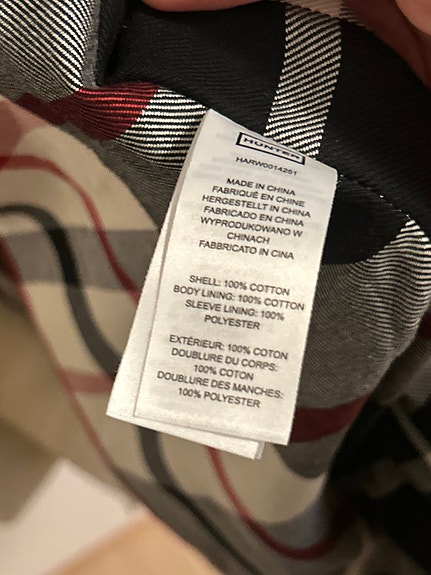 HUNTER
HARW0014251
MADE IN CHINA
FABRIQUÉ EN CHINE
HERGESTELLT IN CHINA
FABRICADO EN CHINA
WYPRODUKOWANO W
CHINACH
FABBRICATO IN CINA
SHELL: 100% COTTON
BODY LINING: 100% COTTON
SLEEVE LINING: 100%
POLYESTER
EXTÉRIEUR: 100% COTON
DOUBLURE DU CORPS:
100% COTON
DOUBLURE DES MANCHES:
100% POLYESTER